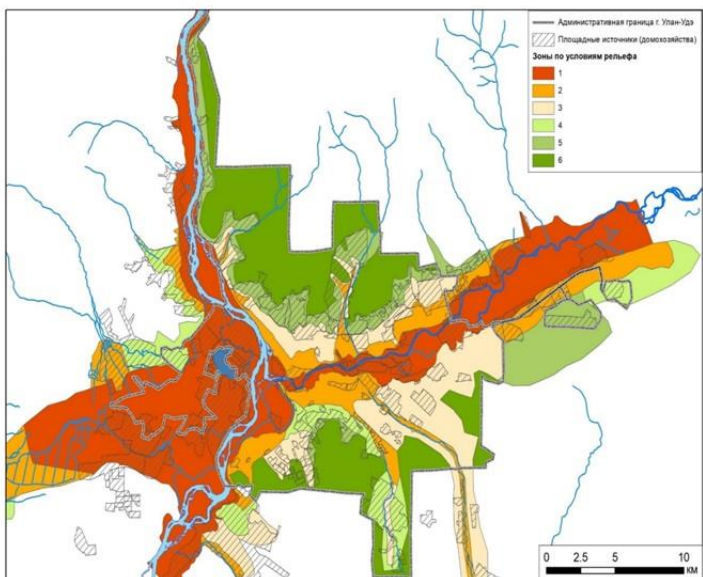 Административная граница г. Улан-Удэ
Площадные источники (домохозяйства)
Зоны по условиям рельефа
1
2
3
4
5
6
0 2.5 5 10
КМ